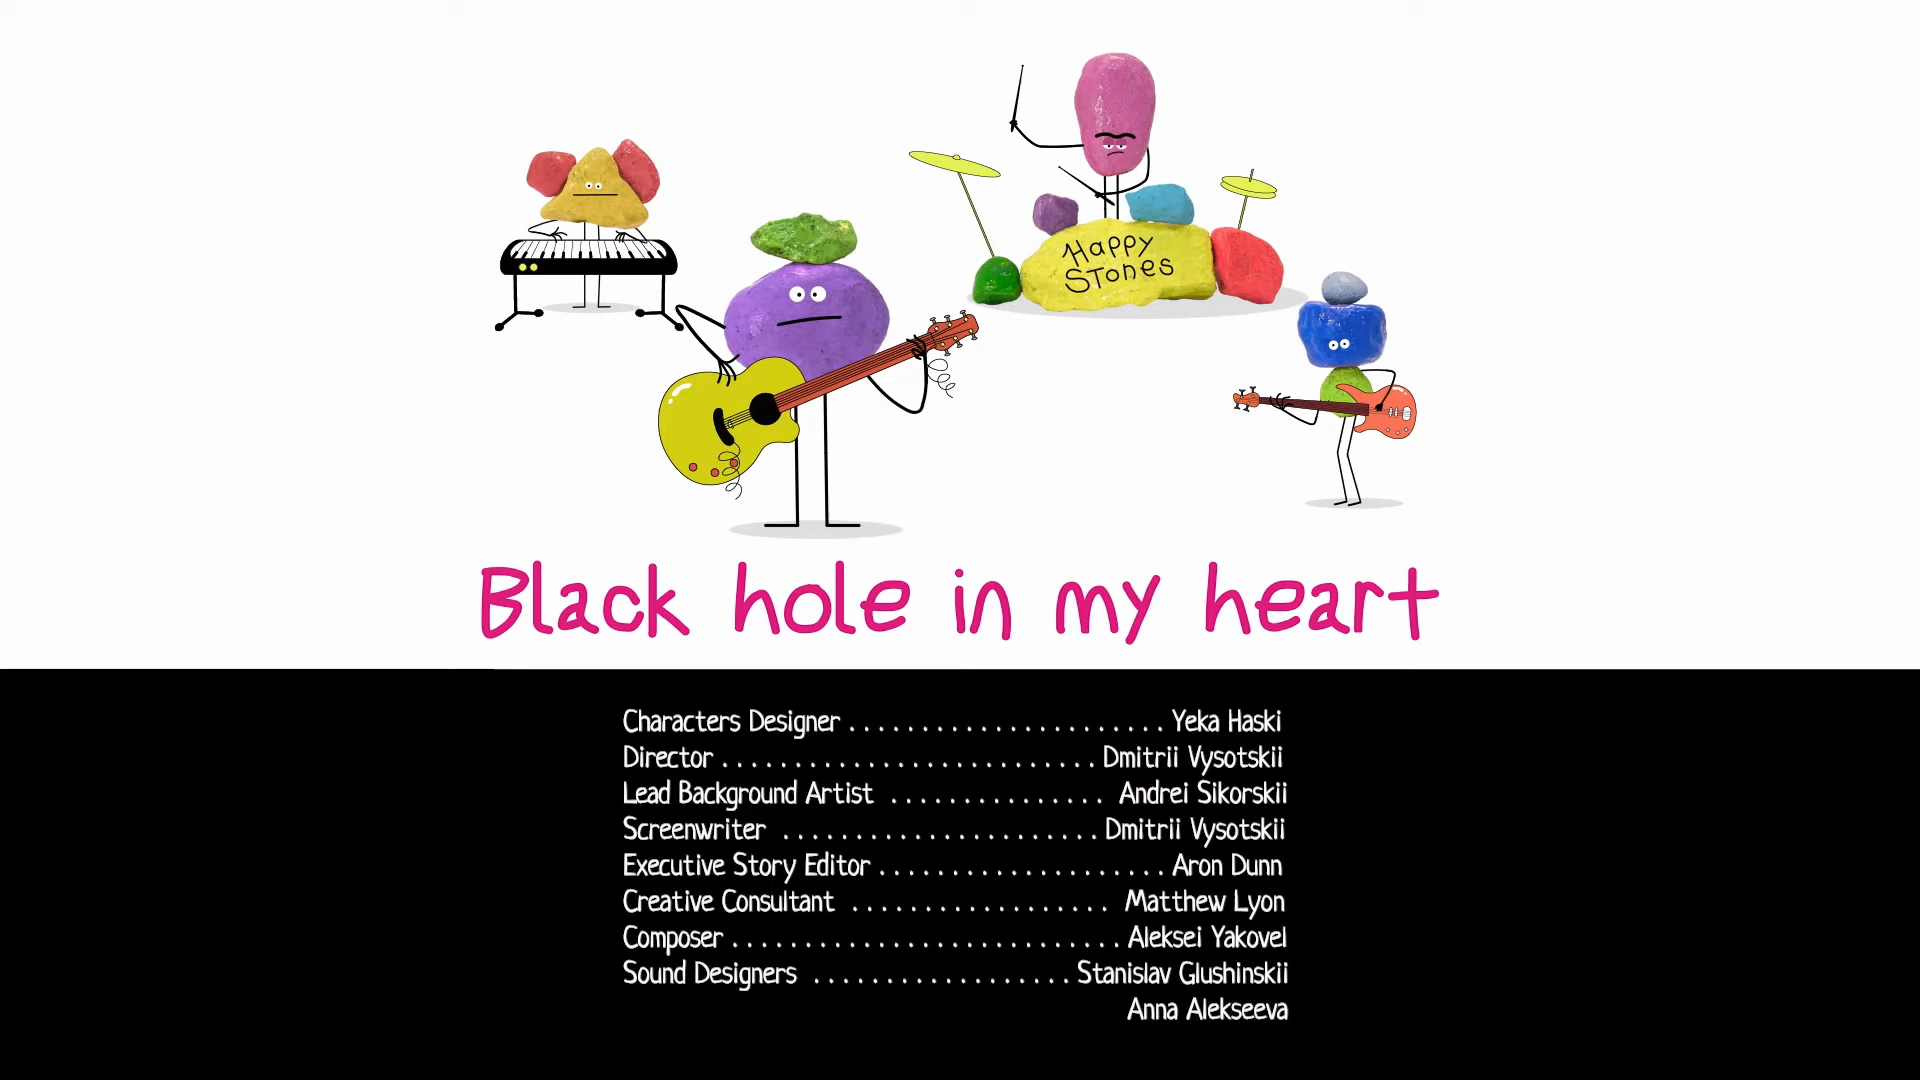 Happy
Stones
Black hole in my heart
Characters Designer ...................... Yeka Haski
Director .......................... Dmitrii Vysotskii
Lead Background Artist ............... Andrei Sikorskii
Screenwriter ...................... Dmitrii Vysotskii
Executive Story Editor .................... Aron Dunn
Creative Consultant .................. Matthew Lyon
Composer ........................... Aleksei Yakovel
Sound Designers .................. Stanislav Glushinskii
Anna Alekseeva